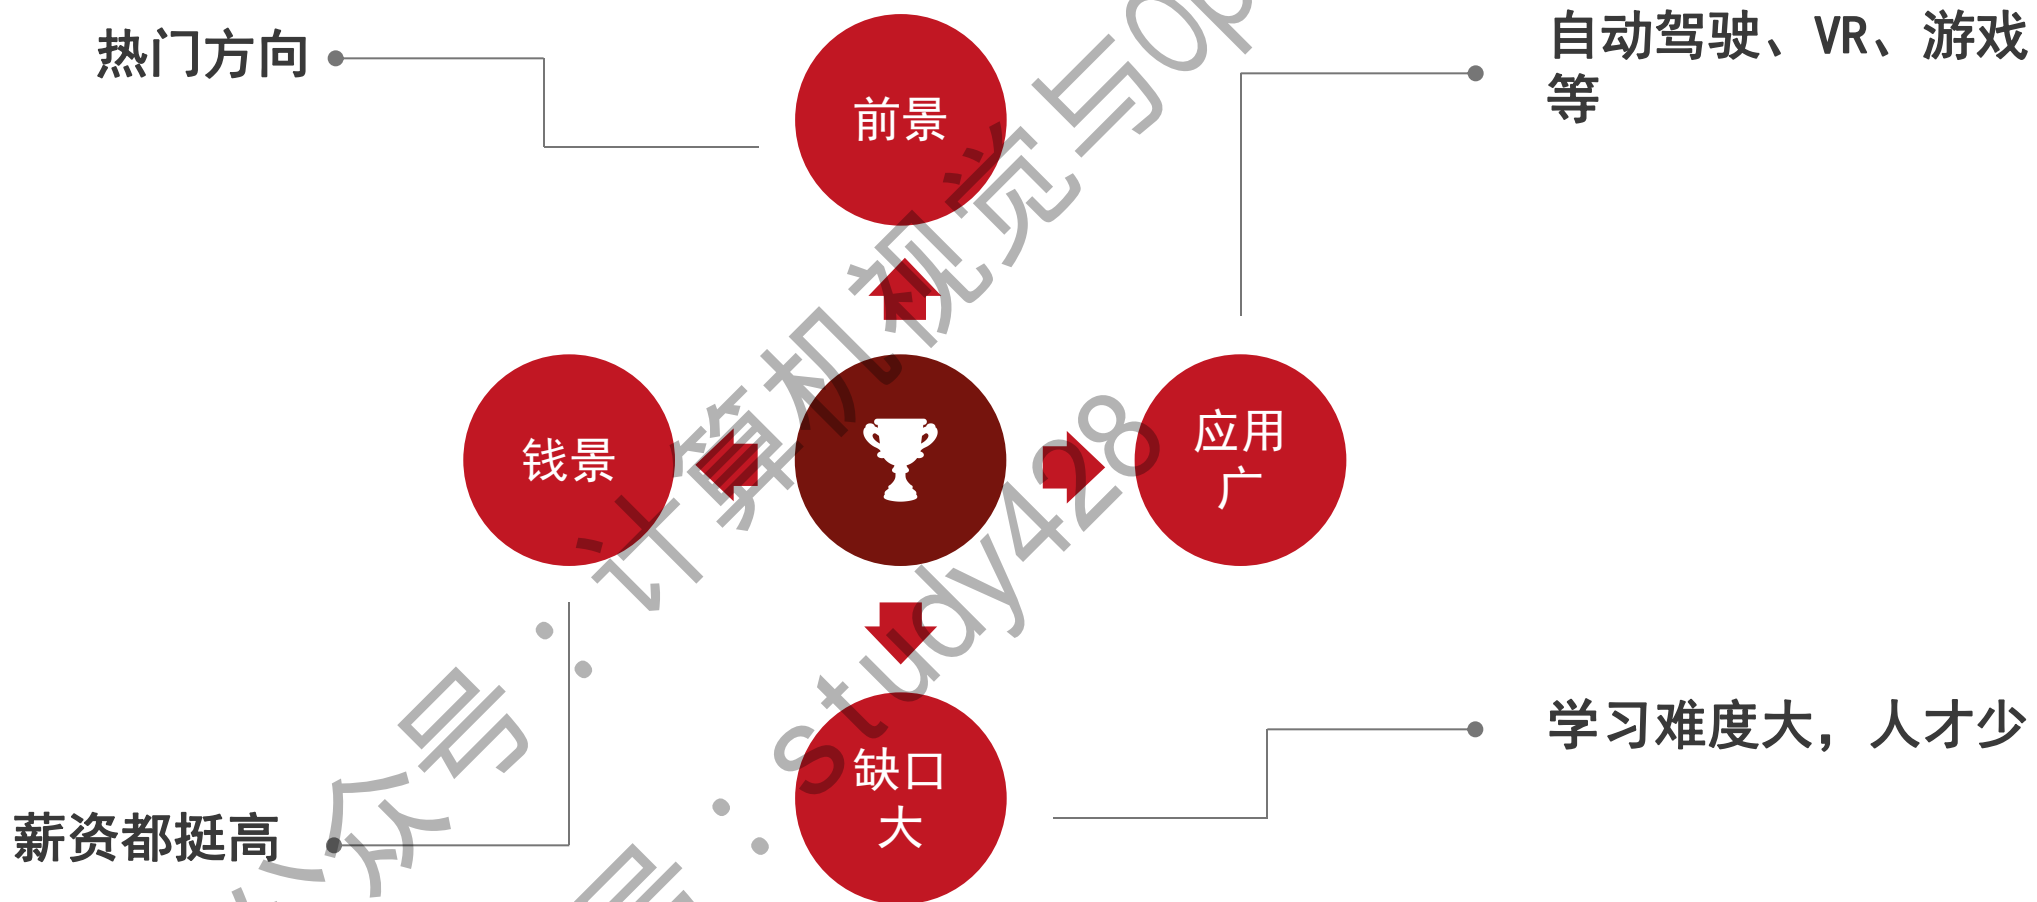 热门方向
前景
自动驾驶、VR、游戏
等
钱景
应用
广
缺口
大
学习难度大，人才少
薪资都挺高
公众号：计算机视觉与Op
号：study428